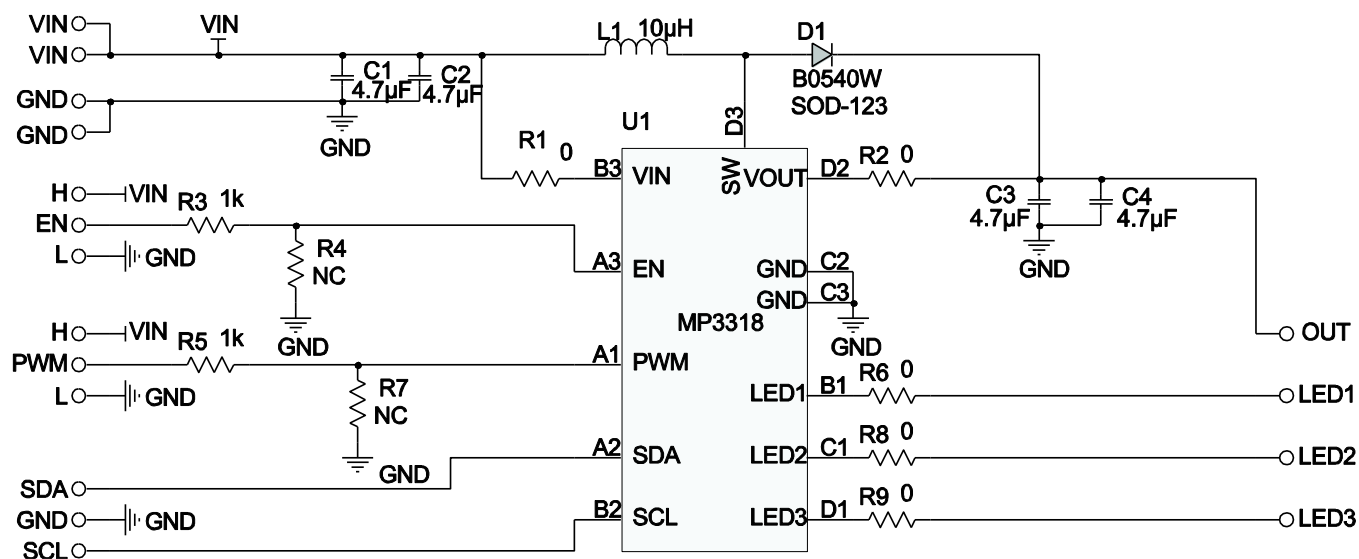 VIN
VIN
VIN
GND
GND
C1
4.7µF
C2
4.7µF
GND
L1 10µH
D1
B0540W
SOD-123
U1
D3
R1 0
B3
VIN
SW
VOUT
D2
R2 0
C3
4.7µF
C4
4.7µF
GND
H
VIN
EN
R3 1k
L
GND
R4
NC
GND
A3
EN
GND
C2
GND
C3
GND
MP3318
OUT
H
VIN
PWM
R5 1k
L
GND
R7
NC
GND
A1
PWM
LED1
B1
R6 0
LED1
A2
SDA
LED2
C1
R8 0
LED2
SDA
GND
GND
SCL
B2
SCL
LED3
D1
R9 0
LED3